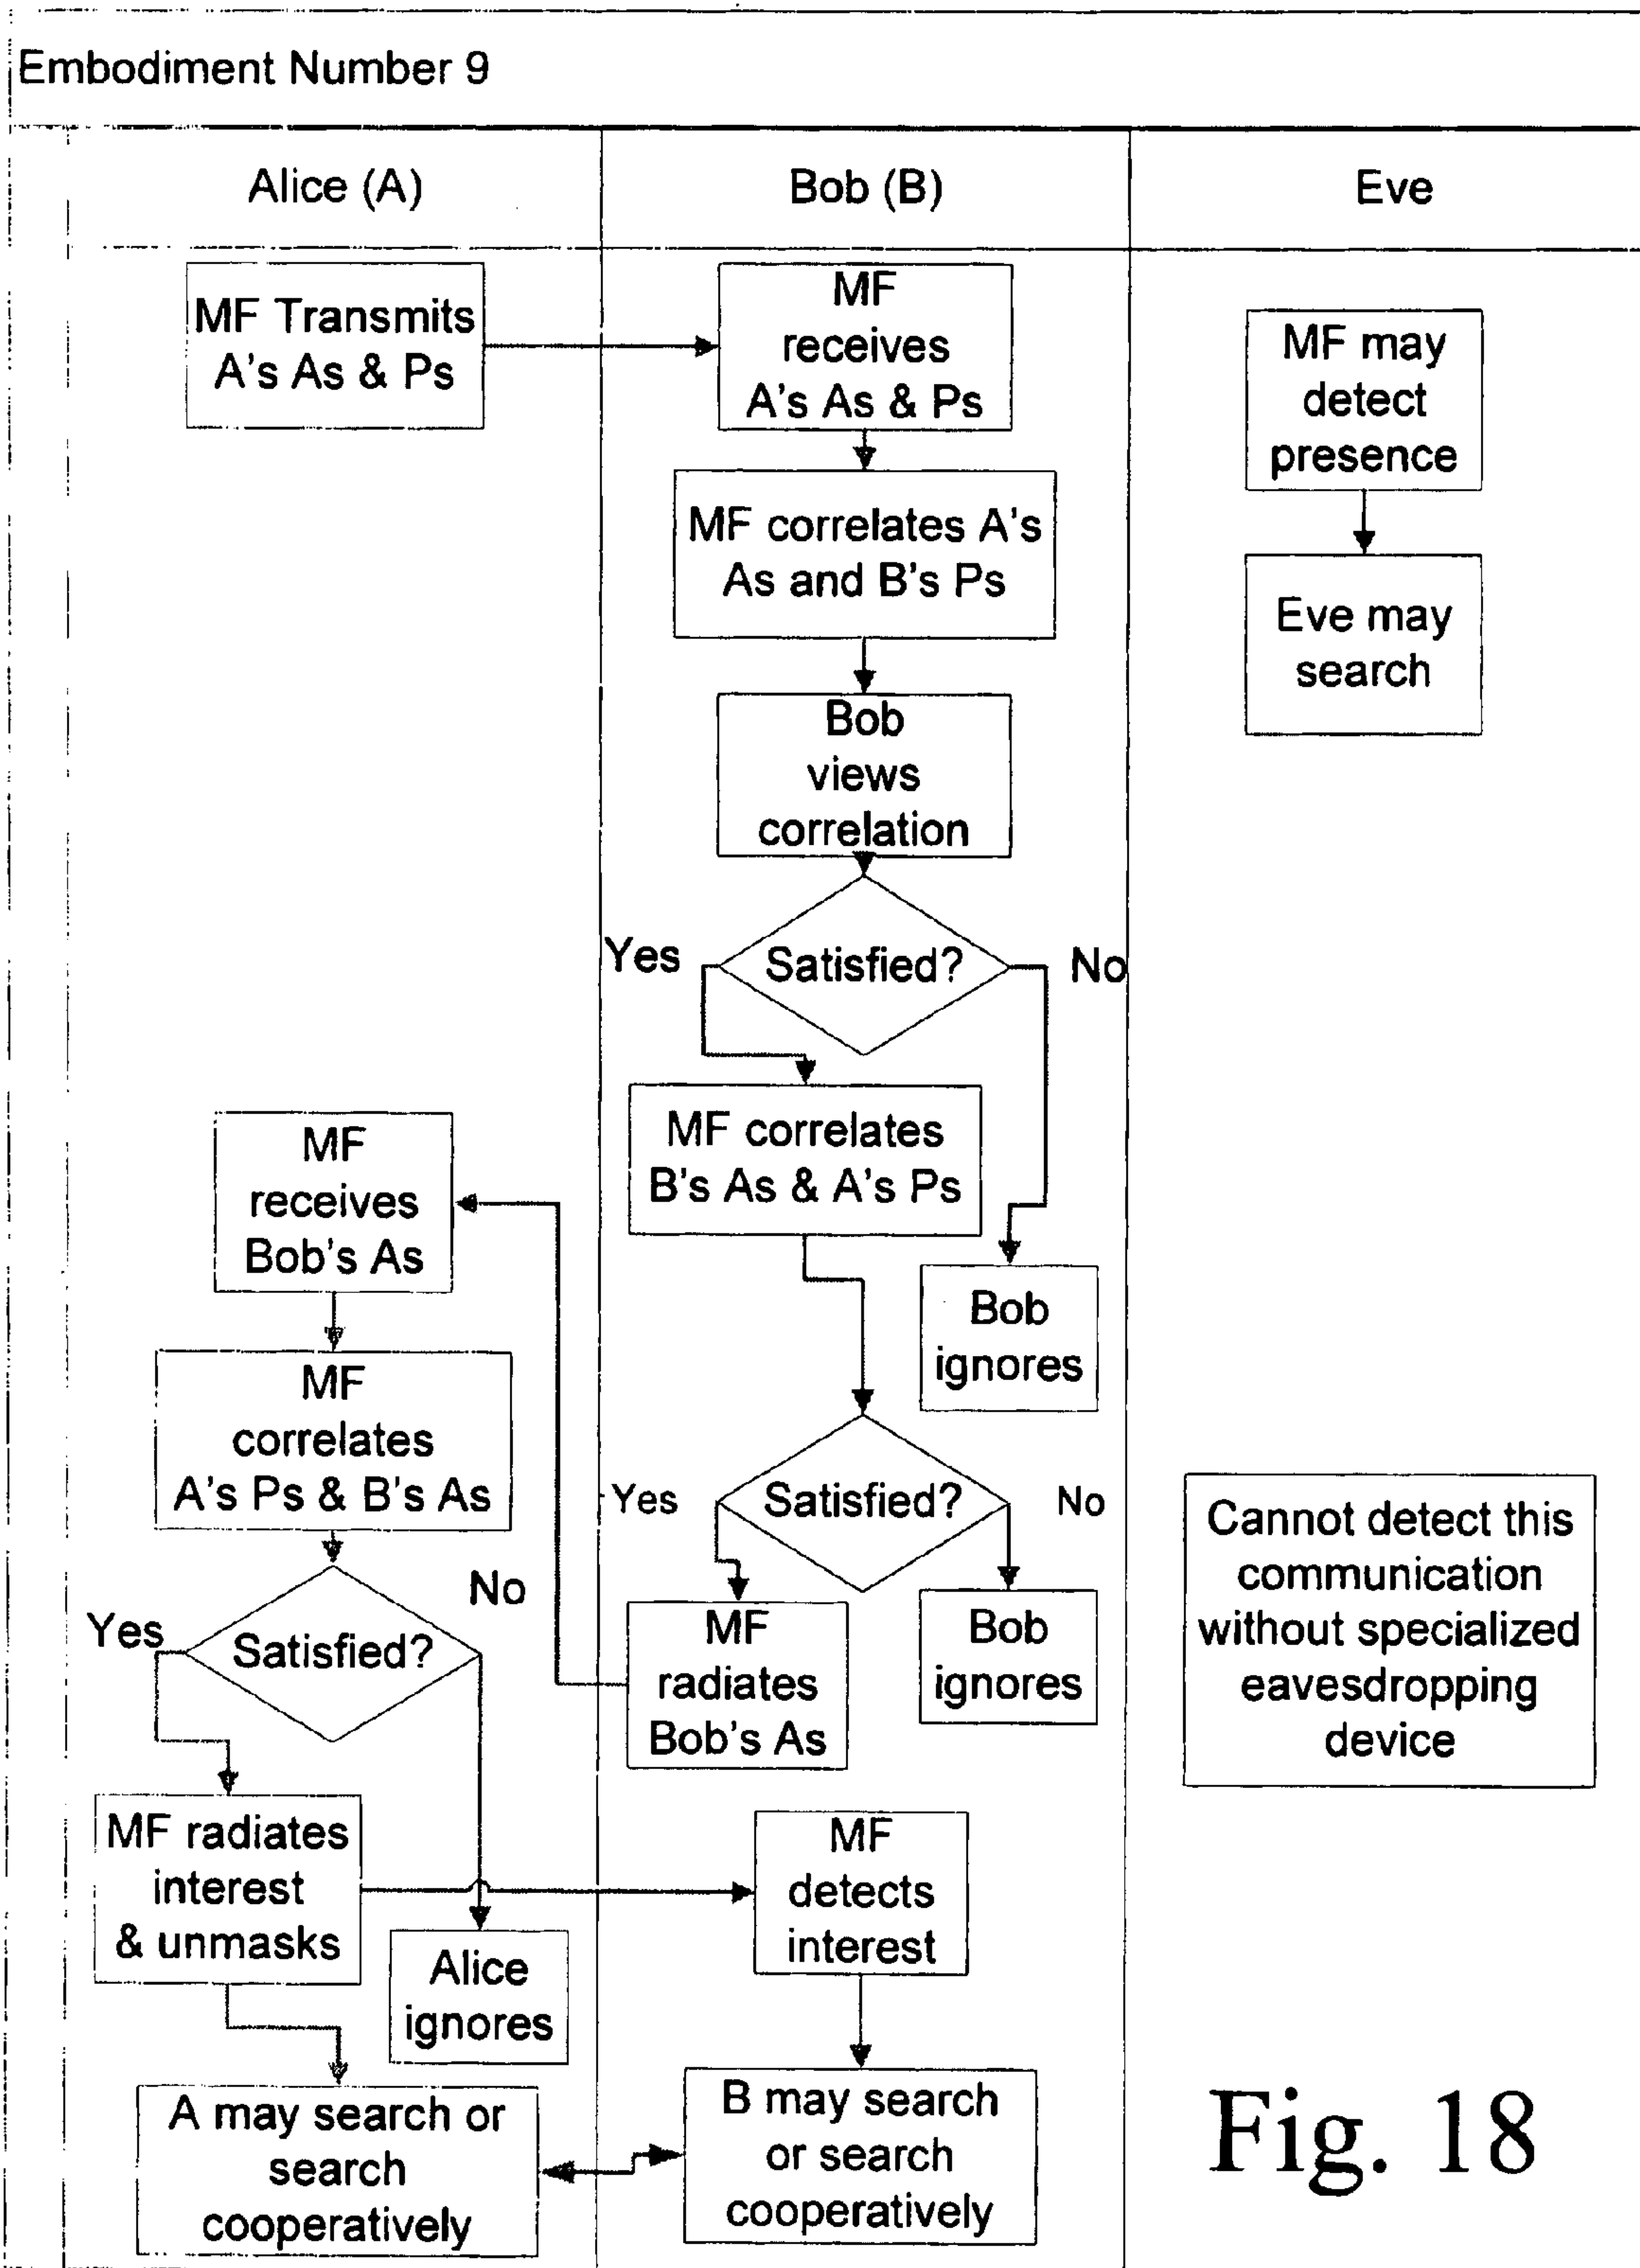 Embodiment Number 9
Alice (A)
Bob (B)
Eve
MF Transmits
A's As & Ps
MF
receives
A's As & Ps
MF may
detect
presence
MF correlates A's
As and B's Ps
Eve may
search
Bob
views
correlation
Yes
Satisfied?
No
MF correlates
B's As & A's Ps
MF
receives
Bob's As
Bob
ignores
MF
correlates
A's Ps & B's As
Yes
Satisfied?
No
Cannot detect this
communication
without specialized
eavesdropping
device
No
Yes
Satisfied?
MF
radiates
Bob's As
Bob
ignores
MF radiates
interest
& unmasks
MF
detects
interest
Alice
ignores
A may search or
search
cooperatively
B may search
or search
cooperatively
Fig. 18